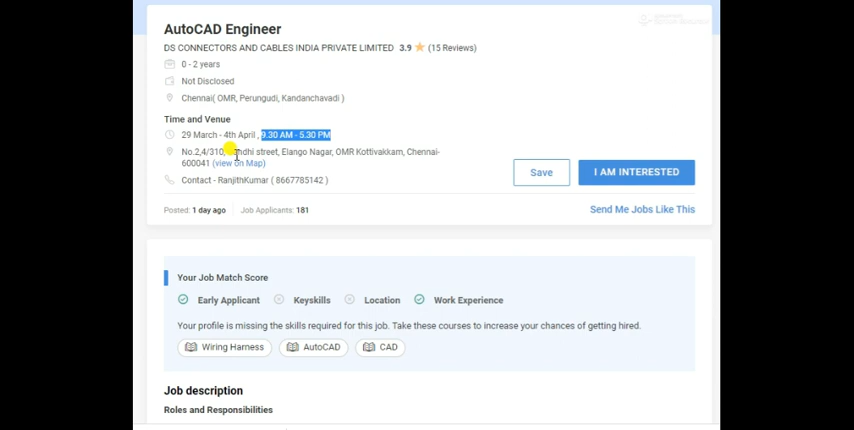 AutoCAD Engineer
DS CONNECTORS AND CABLES INDIA PRIVATE LIMITED 3.9 (15 Reviews)
0 - 2 years
Not Disclosed
Chennai( OMR, Perungudi, Kandanchavadi )
Time and Venue
29 March - 4th April , 9.30 AM - 5.30 PM
No.2,4/310, street, Elango Nagar, OMR Kottivakkam, Chennai-
600041 (view on Map)
Contact - RanjithKumar ( 8667785142 )
Save
I AM INTERESTED
Posted: 1 day ago Job Applicants: 181
Send Me Jobs Like This
Your Job Match Score
Early Applicant Keyskills Location Work Experience
Your profile is missing the skills required for this job. Take these courses to increase your chances of getting hired.
Wiring Harness AutoCAD CAD
Job description
Roles and Responsibilities